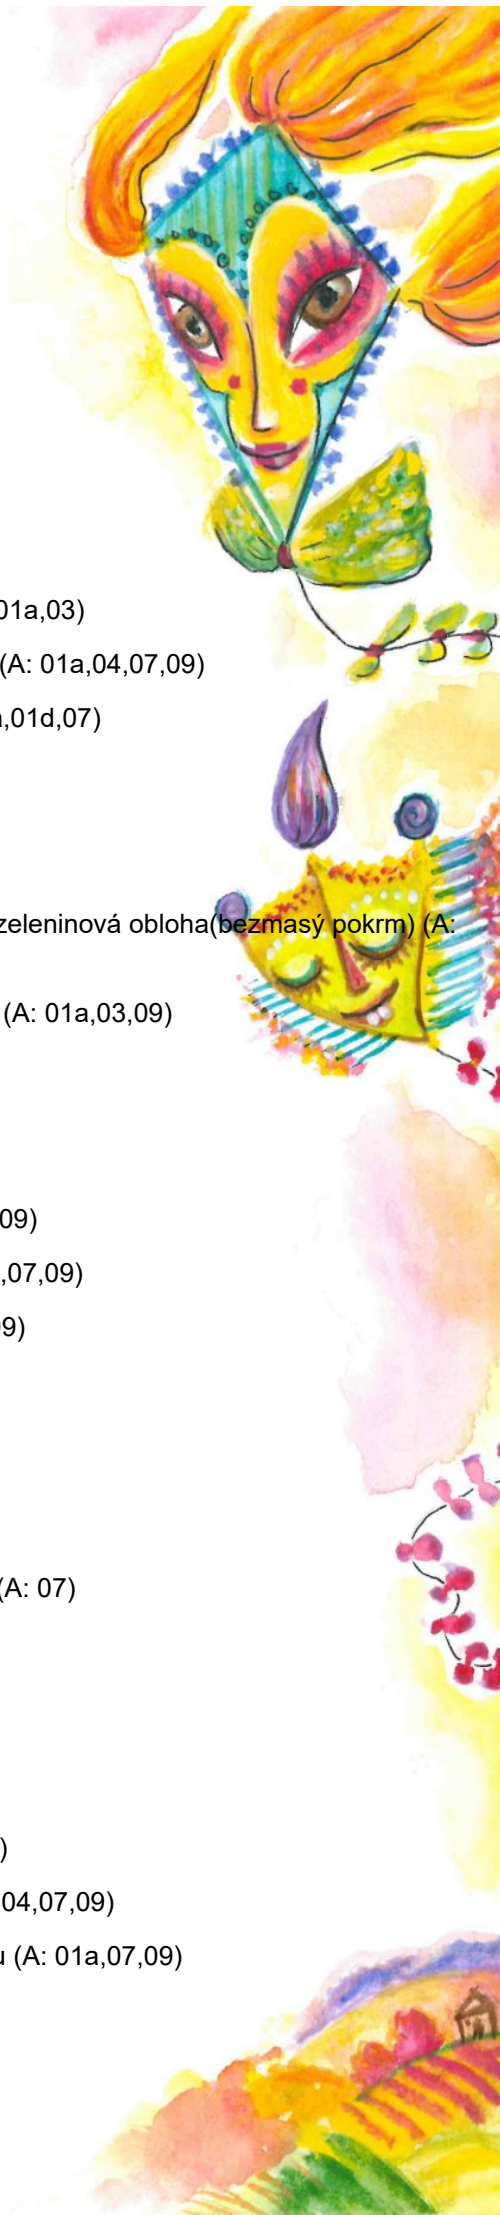 01a,03)
(A: 01a,04,07,09)
,01d,07)
zeleninová obloha(bezmasý pokrm) (A:
(A: 01a,03,09)
09)
,07,09)
9)
(A: 07)
)
04,07,09)
u (A: 01a,07,09)